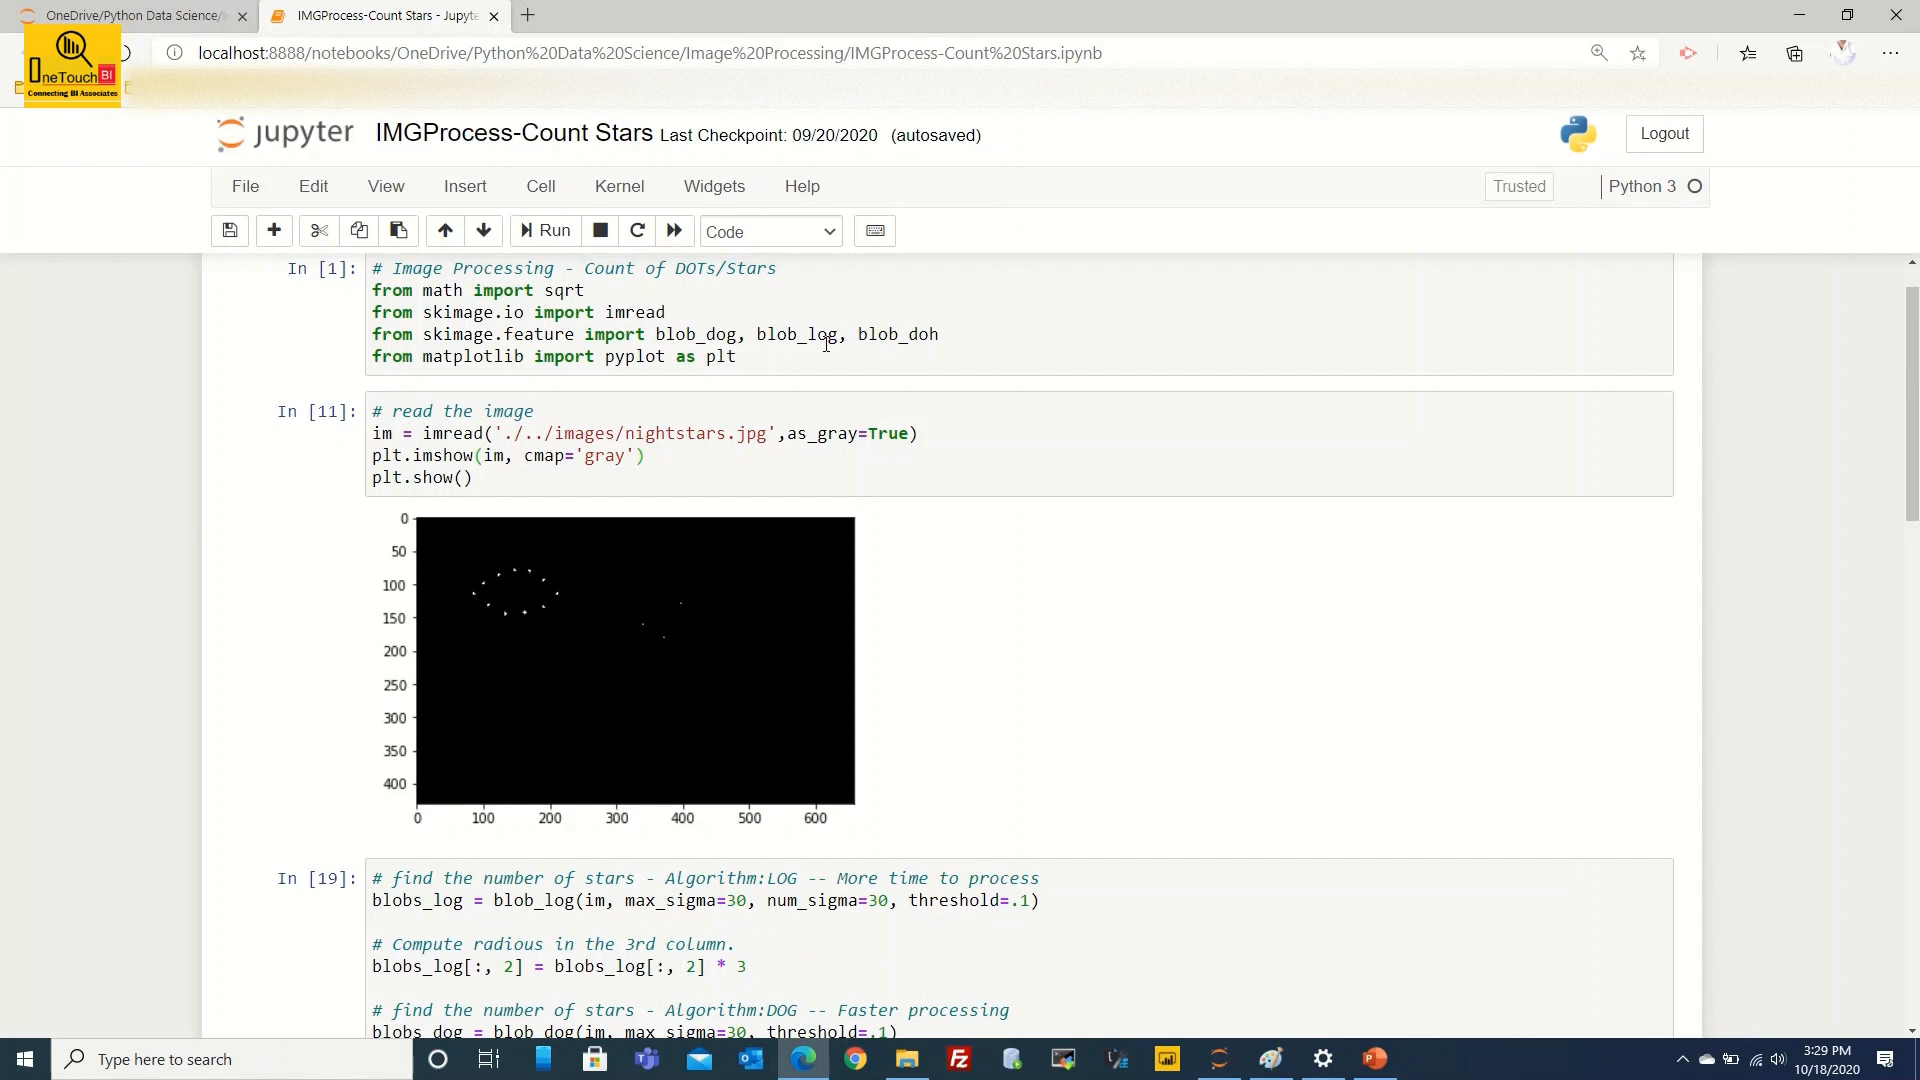 OneDrive/Python Data Science/I
IMGProcess-Count Stars - Jupyte
OneTouch BI
Connecting BI Associates
localhost:8888/notebooks/OneDrive/Python%20Data%20Science/Image%20Processing/IMGProcess-Count%20Stars.ipynb
jupyter IMGProcess-Count Stars Last Checkpoint: 09/20/2020 (autosaved)
Logout
File Edit View Insert Cell Kernel Widgets Help
Trusted
Python 3
Run
Code
In [1]: # Image Processing - Count of DOTs/Stars
from math import sqrt
from skimage.io import imread
from skimage.feature import blob_dog, blob_log, blob_doh
from matplotlib import pyplot as plt
In [11]: # read the image
im = imread('./../images/nightstars.jpg',as_gray=True)
plt.imshow(im, cmap='gray')
plt.show()
0
50
100
150
200
250
300
350
400
0 100 200 300 400 500 600
In [19]: # find the number of stars - Algorithm:LOG -- More time to process
blobs_log = blob_log(im, max_sigma=30, num_sigma=30, threshold=.1)
# Compute radious in the 3rd column.
blobs_log[:, 2] = blobs_log[:, 2] * 3
# find the number of stars - Algorithm:DOG -- Faster processing
blobs_dog = blob_dog(im, max_sigma=30, threshold=.1)
Type here to search
3:29 PM
10/18/2020